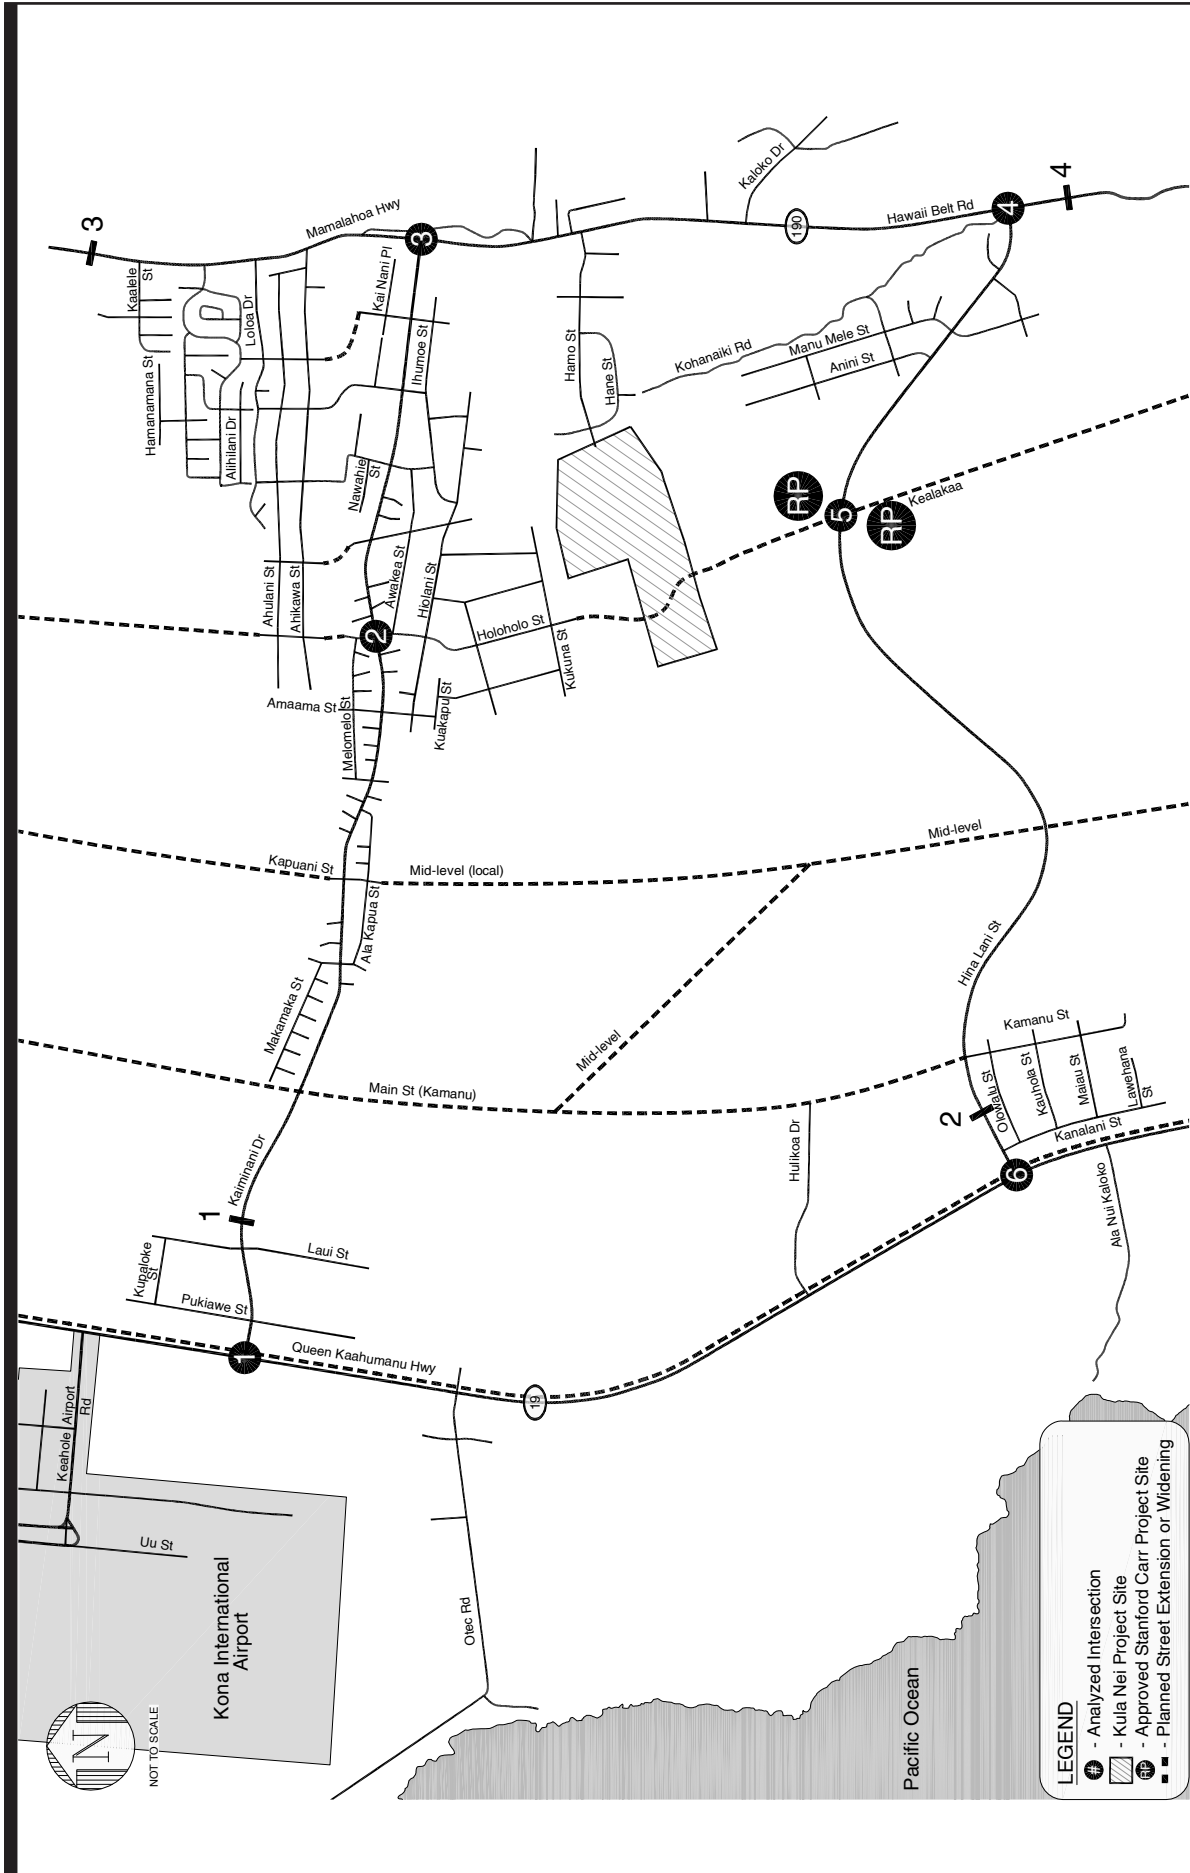 3
Mamalahoa Hwy
Kaalele
St
Kai Nani Pl
3
Kaloko Dr
190
Hawaii Belt Rd
4
4
Loloa Dr
Hamanamana St
Alihilani Dr
Ihumoe St
Hamo St
Hane St
Kohanaiki Rd
Manu Mele St
Anini St
Nawahie
St
RP
5
RP
Kealakaa
Ahulani St
Ahikawa St
Awakea St
Hiolani St
2
Holoholo St
Kukuna St
Amaama St
Melomelo St
Kuakapu St
Kapuani St
Mid-level (local)
Mid-level
Ala Kapua St
Makamaka St
Hina Lani St
Mid-level
Main St (Kamanu)
Kamanu St
Olowalu St
Kauhola St
Maiau St
Lawehana
St
Kanalani St
2
6
Hulikoa Dr
Ala Nui Kaloko
Kaiminani Dr
1
Laui St
Kupaloke
St
Pukiawe St
1
Queen Kaahumanu Hwy
19
Keahole Airport
Rd
Uu St
Kona International
Airport
Otec Rd
Pacific Ocean
N
NOT TO SCALE
LEGEND
# - Analyzed Intersection
- Kula Nei Project Site
RP - Approved Stanford Carr Project Site
- Planned Street Extension or Widening